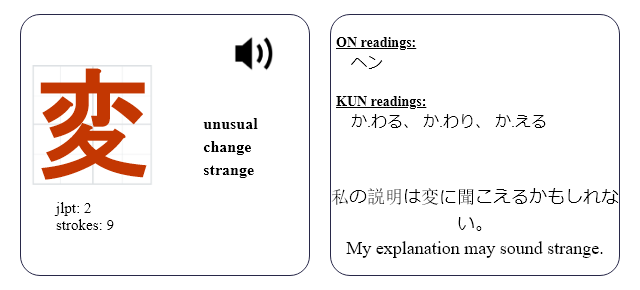 変
unusual
change
strange
jlpt: 2
strokes: 9
ON readings:
ヘン
KUN readings:
か.わる、 か.わり、 か.える
私の説明は変に聞こえるかもしれな
い。
My explanation may sound strange.